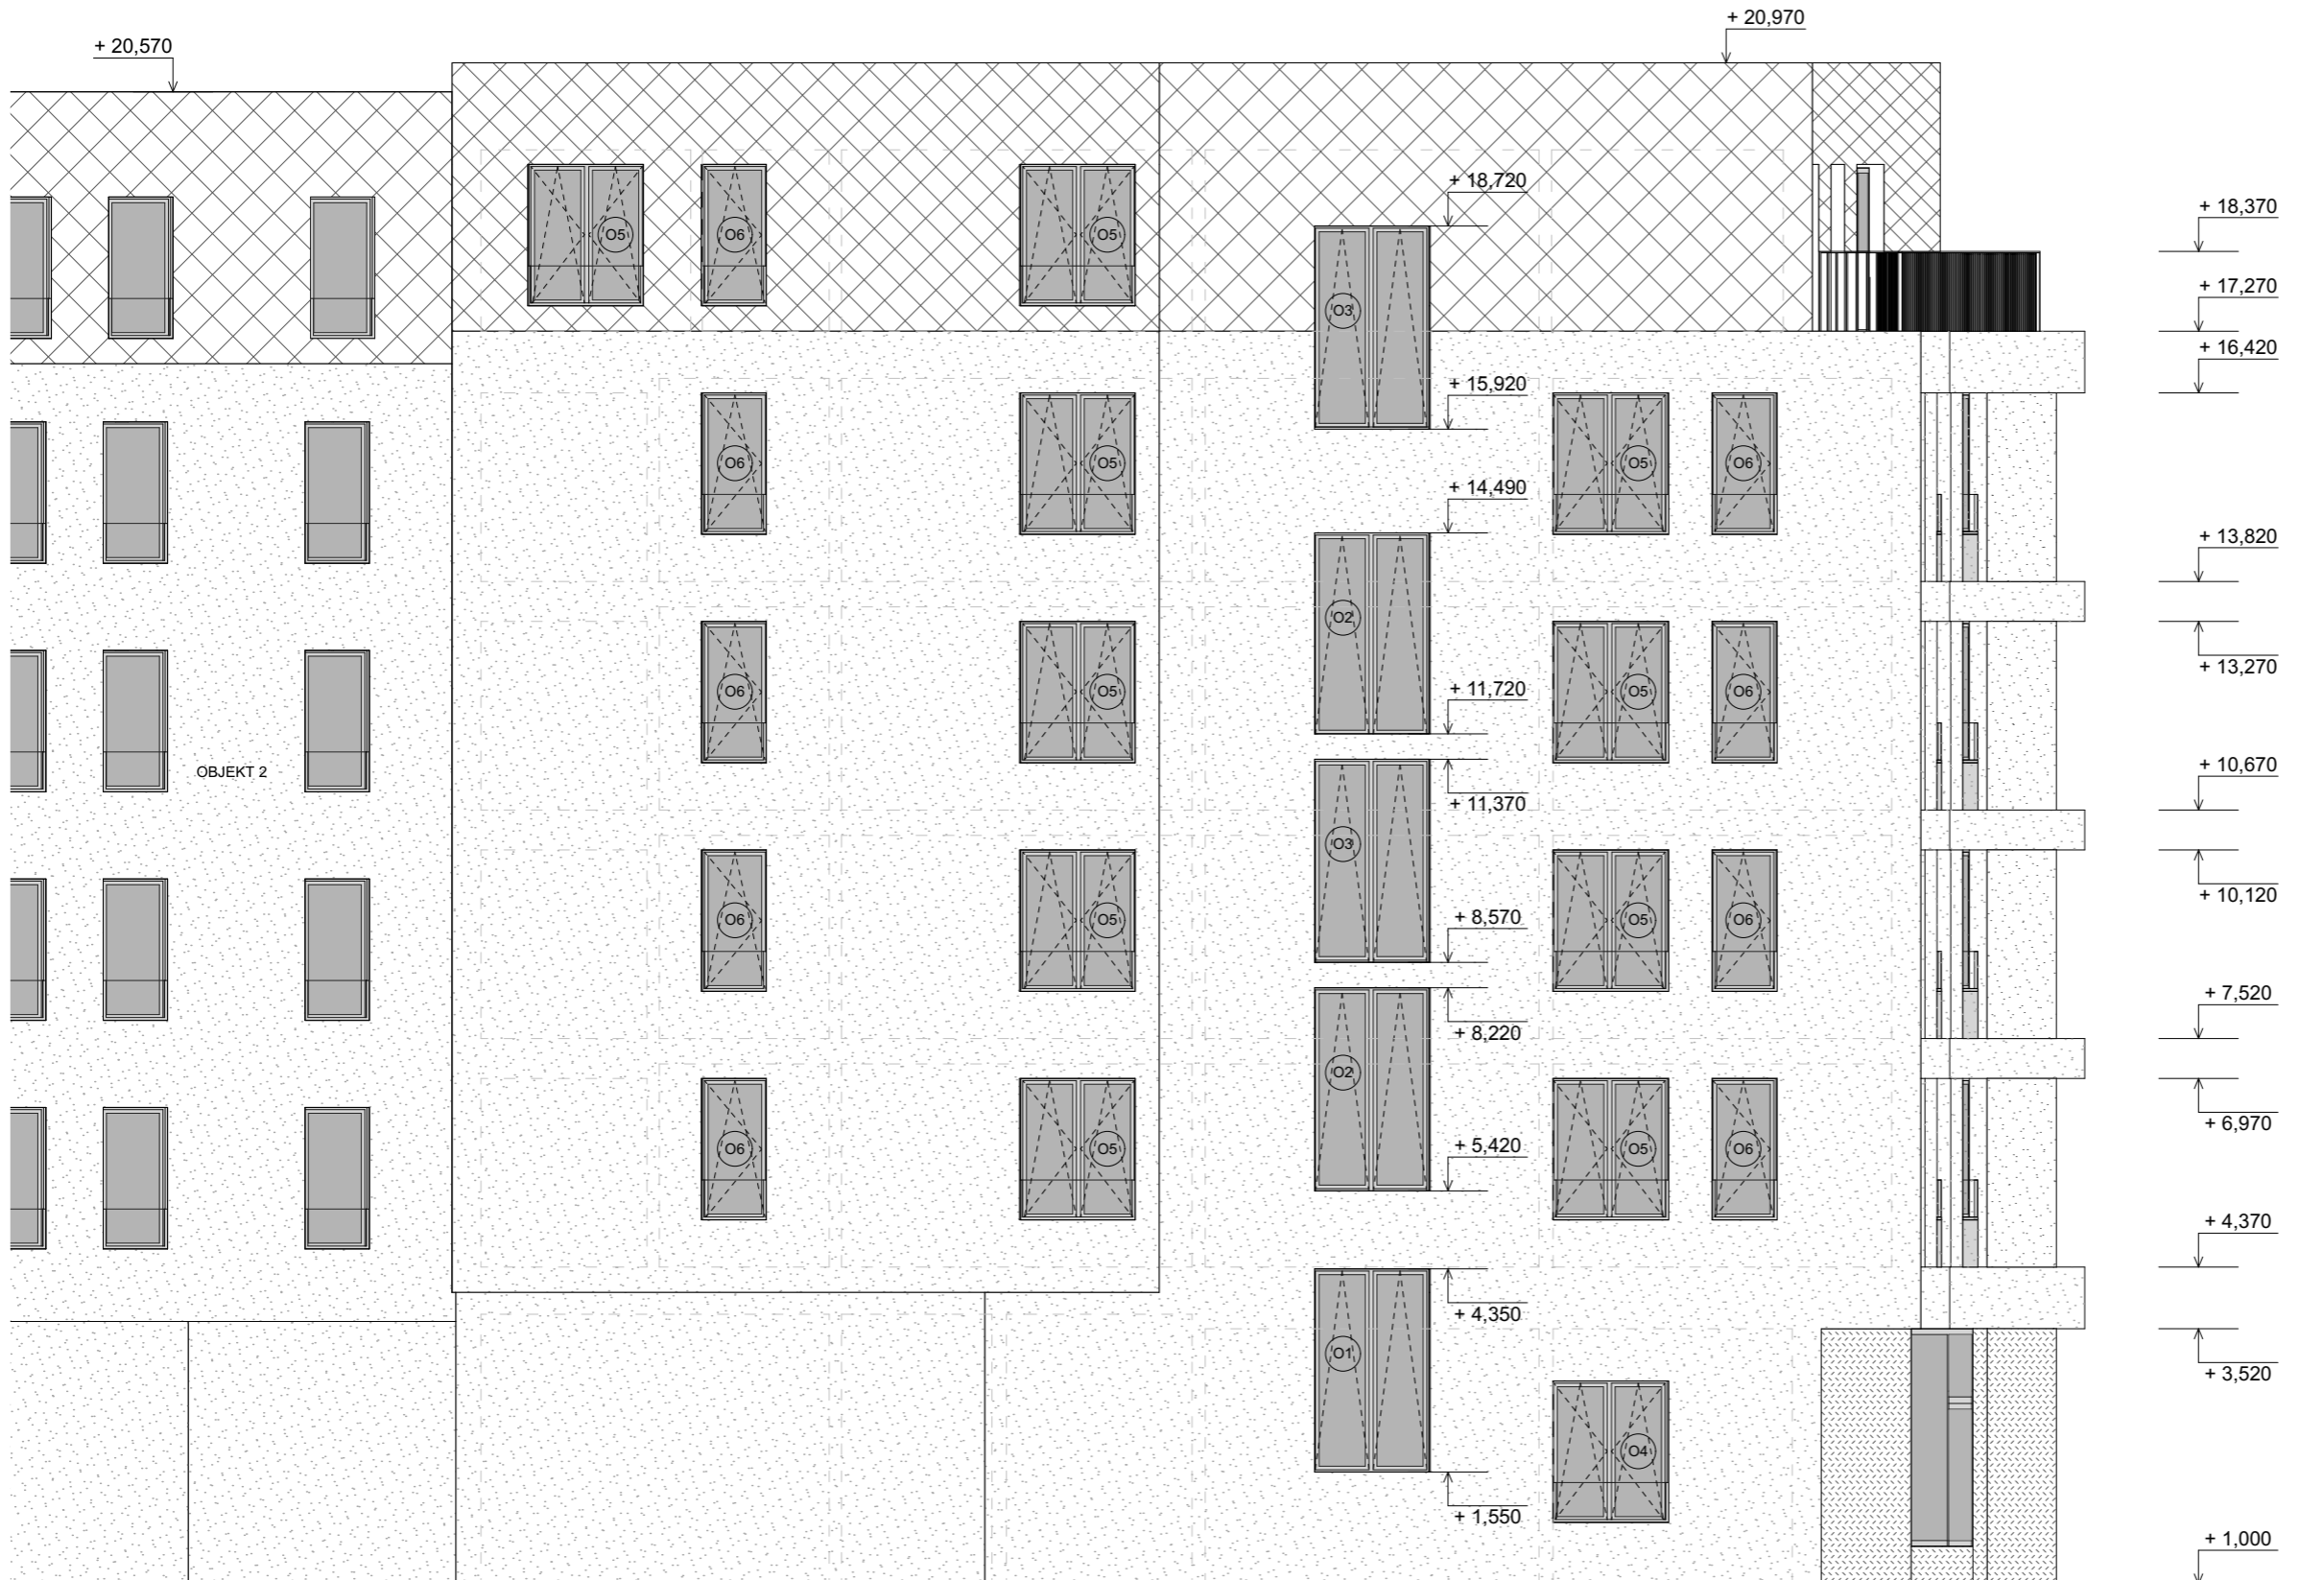 + 20,970
+ 20,570
+ 18,720
+ 18,370
O5
O6
O5
+ 17,270
O3
+ 16,420
+ 15,920
O6
O5
O5
O6
+ 14,490
+ 13,820
O2
+ 13,270
O6
O5
+ 11,720
O5
O6
OBJEKT 2
+ 10,670
+ 11,370
O3
+ 10,120
O6
O5
+ 8,570
O5
O6
+ 7,520
+ 8,220
O2
+ 6,970
O6
O5
+ 5,420
O5
O6
+ 4,370
+ 4,350
O1
+ 3,520
O4
+ 1,550
+ 1,000